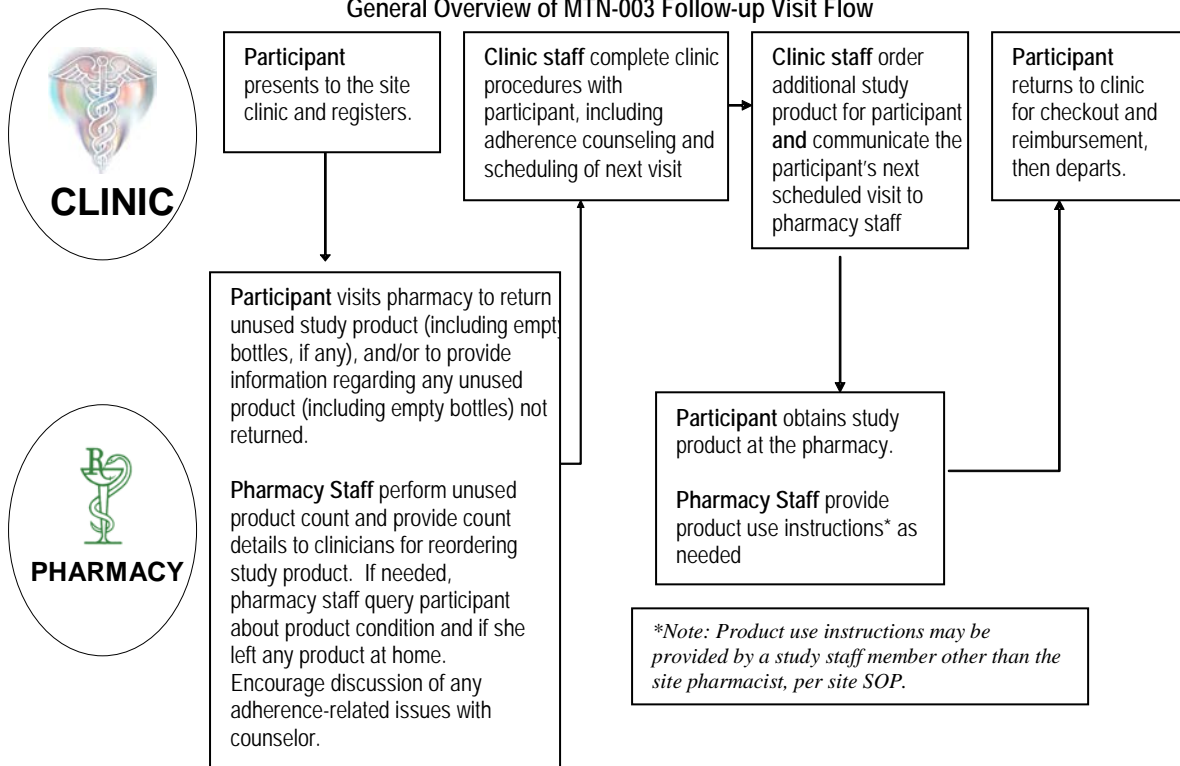 General Overview of MTN-003 Follow-up Visit Flow
CLINIC
Participant
presents to the site
clinic and registers.
Participant visits pharmacy to return
unused study product (including empty
bottles, if any), and/or to provide
information regarding any unused
product (including empty bottles) not
returned.
Pharmacy Staff perform unused
product count and provide count
details to clinicians for reordering
study product. If needed,
pharmacy staff query participant
about product condition and if she
left any product at home.
Encourage discussion of any
adherence-related issues with
counselor.
Clinic staff complete clinic
procedures with
participant, including
adherence counseling and
scheduling of next visit
Clinic staff order
additional study
product for participant
and communicate the
participant's next
scheduled visit to
pharmacy staff
Participant obtains study
product at the pharmacy.
Pharmacy Staff provide
product use instructions* as
needed
Participant
returns to clinic
for checkout and
reimbursement,
then departs.
PHARMACY
*Note: Product use instructions may be
provided by a study staff member other than the
site pharmacist, per site SOP.